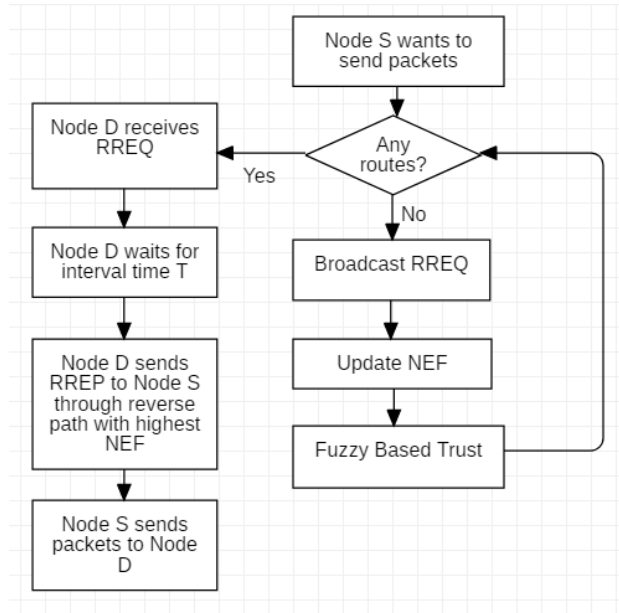 Node S wants to
send packets
Any
routes?
Yes
No
Node D receives
RREQ
Node D waits for
interval time T
Node D sends
RREP to Node S
through reverse
path with highest
NEF
Node S sends
packets to Node
D
Broadcast RREQ
Update NEF
Fuzzy Based Trust